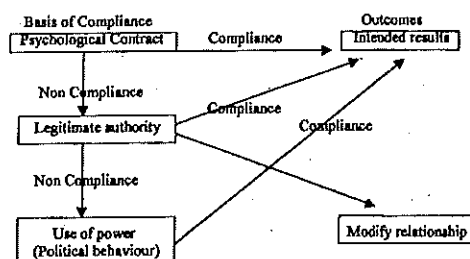 Basis of Compliance
Outcomes
Psychological Contract
Compliance
Intended results
Non Compliance
Compliance
Legitimate authority
Compliance
Non Compliance
Use of power
(Political behaviour)
Modify relationship